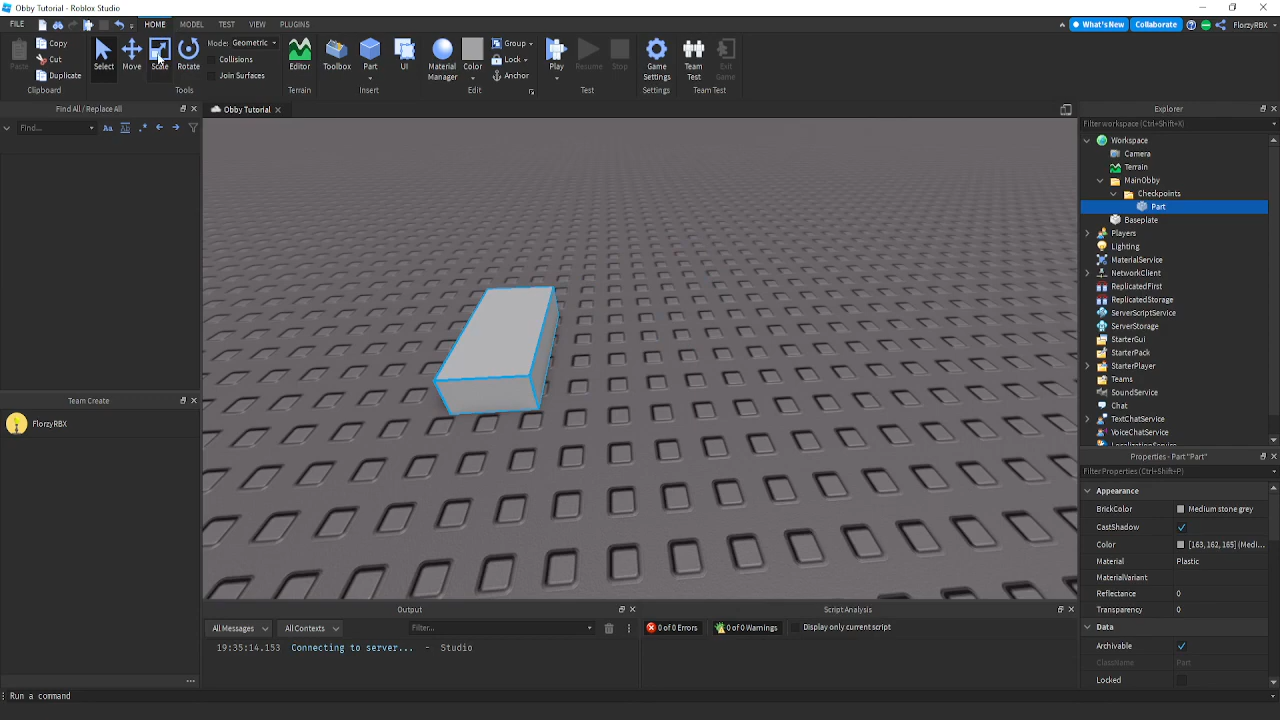 Obby Tutorial - Roblox Studio
FILE HOME MODEL TEST VIEW PLUGINS What's New Collaborate FlorzyRBX
Paste Copy Cut Duplicate Clipboard
Select Move Scale Rotate Mode: Geometric Collisions Join Surfaces Tools
Editor Terrain
Toolbox Part UI Insert
Material Manager Color Group Lock Anchor Edit
Play Resume Stop Test
Game Settings Settings
Team Test Exit Game Team Test
Find All / Replace All
Find...
Aa
Team Create
FlorzyRBX
Obby Tutorial
Explorer
Filter workspace (Ctrl+Shift+X)
Workspace
Camera
Terrain
MainObby
Checkpoints
Part
Baseplate
Players
Lighting
MaterialService
NetworkClient
ReplicatedFirst
ReplicatedStorage
ServerScriptService
ServerStorage
StarterGui
StarterPack
StarterPlayer
Teams
SoundService
Chat
TextChatService
VoiceChatService
LocalizationService
Properties - Part "Part"
Filter Properties (Ctrl+Shift+P)
Appearance
BrickColor Medium stone grey
CastShadow
Color [163,162,165] (Medi...
Material Plastic
MaterialVariant
Reflectance 0
Transparency 0
Data
Archivable
ClassName Part
Locked
Output
All Messages All Contexts Filter...
19:35:14.153 Connecting to server... - Studio
Script Analysis
0 of 0 Errors 0 of 0 Warnings Display only current script
Run a command